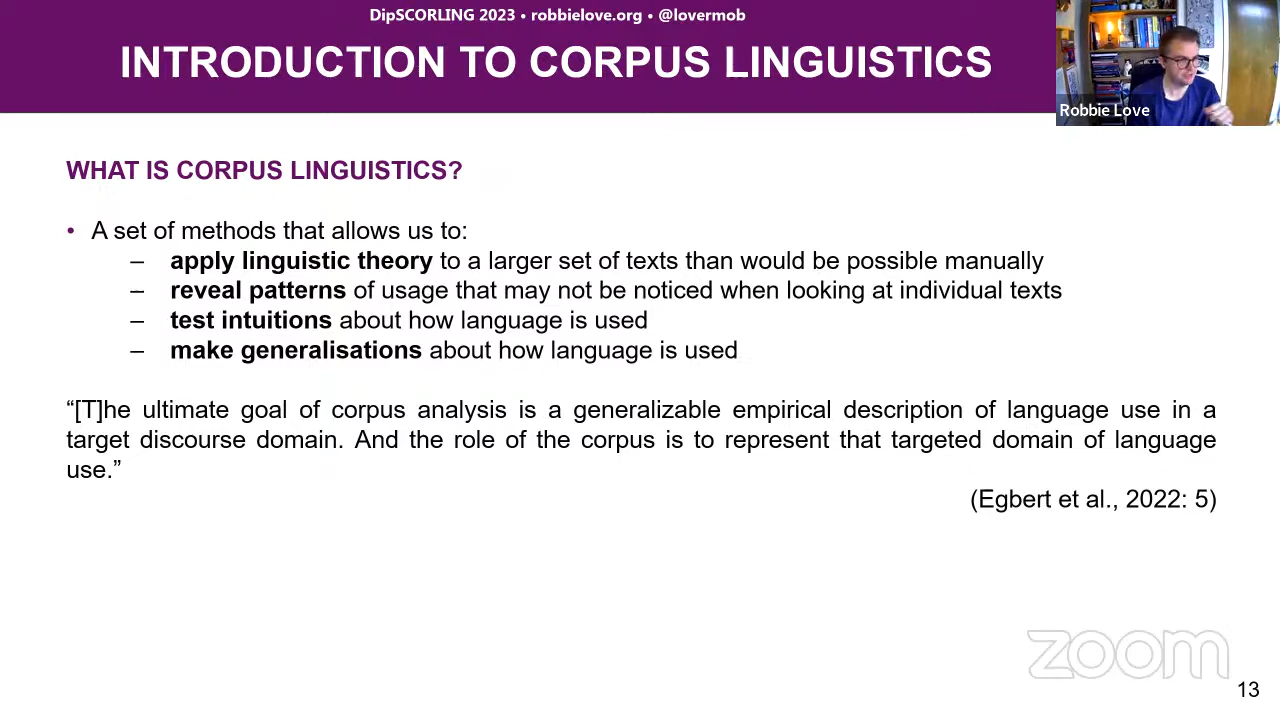 DipSCORLING 2023 • robbielove.org • @lovermob
INTRODUCTION TO CORPUS LINGUISTICS
Robbie Love
WHAT IS CORPUS LINGUISTICS?
• A set of methods that allows us to:
– apply linguistic theory to a larger set of texts than would be possible manually
– reveal patterns of usage that may not be noticed when looking at individual texts
– test intuitions about how language is used
– make generalisations about how language is used
“[T]he ultimate goal of corpus analysis is a generalizable empirical description of language use in a
target discourse domain. And the role of the corpus is to represent that targeted domain of language
use.”
(Egbert et al., 2022: 5)
zoom
13